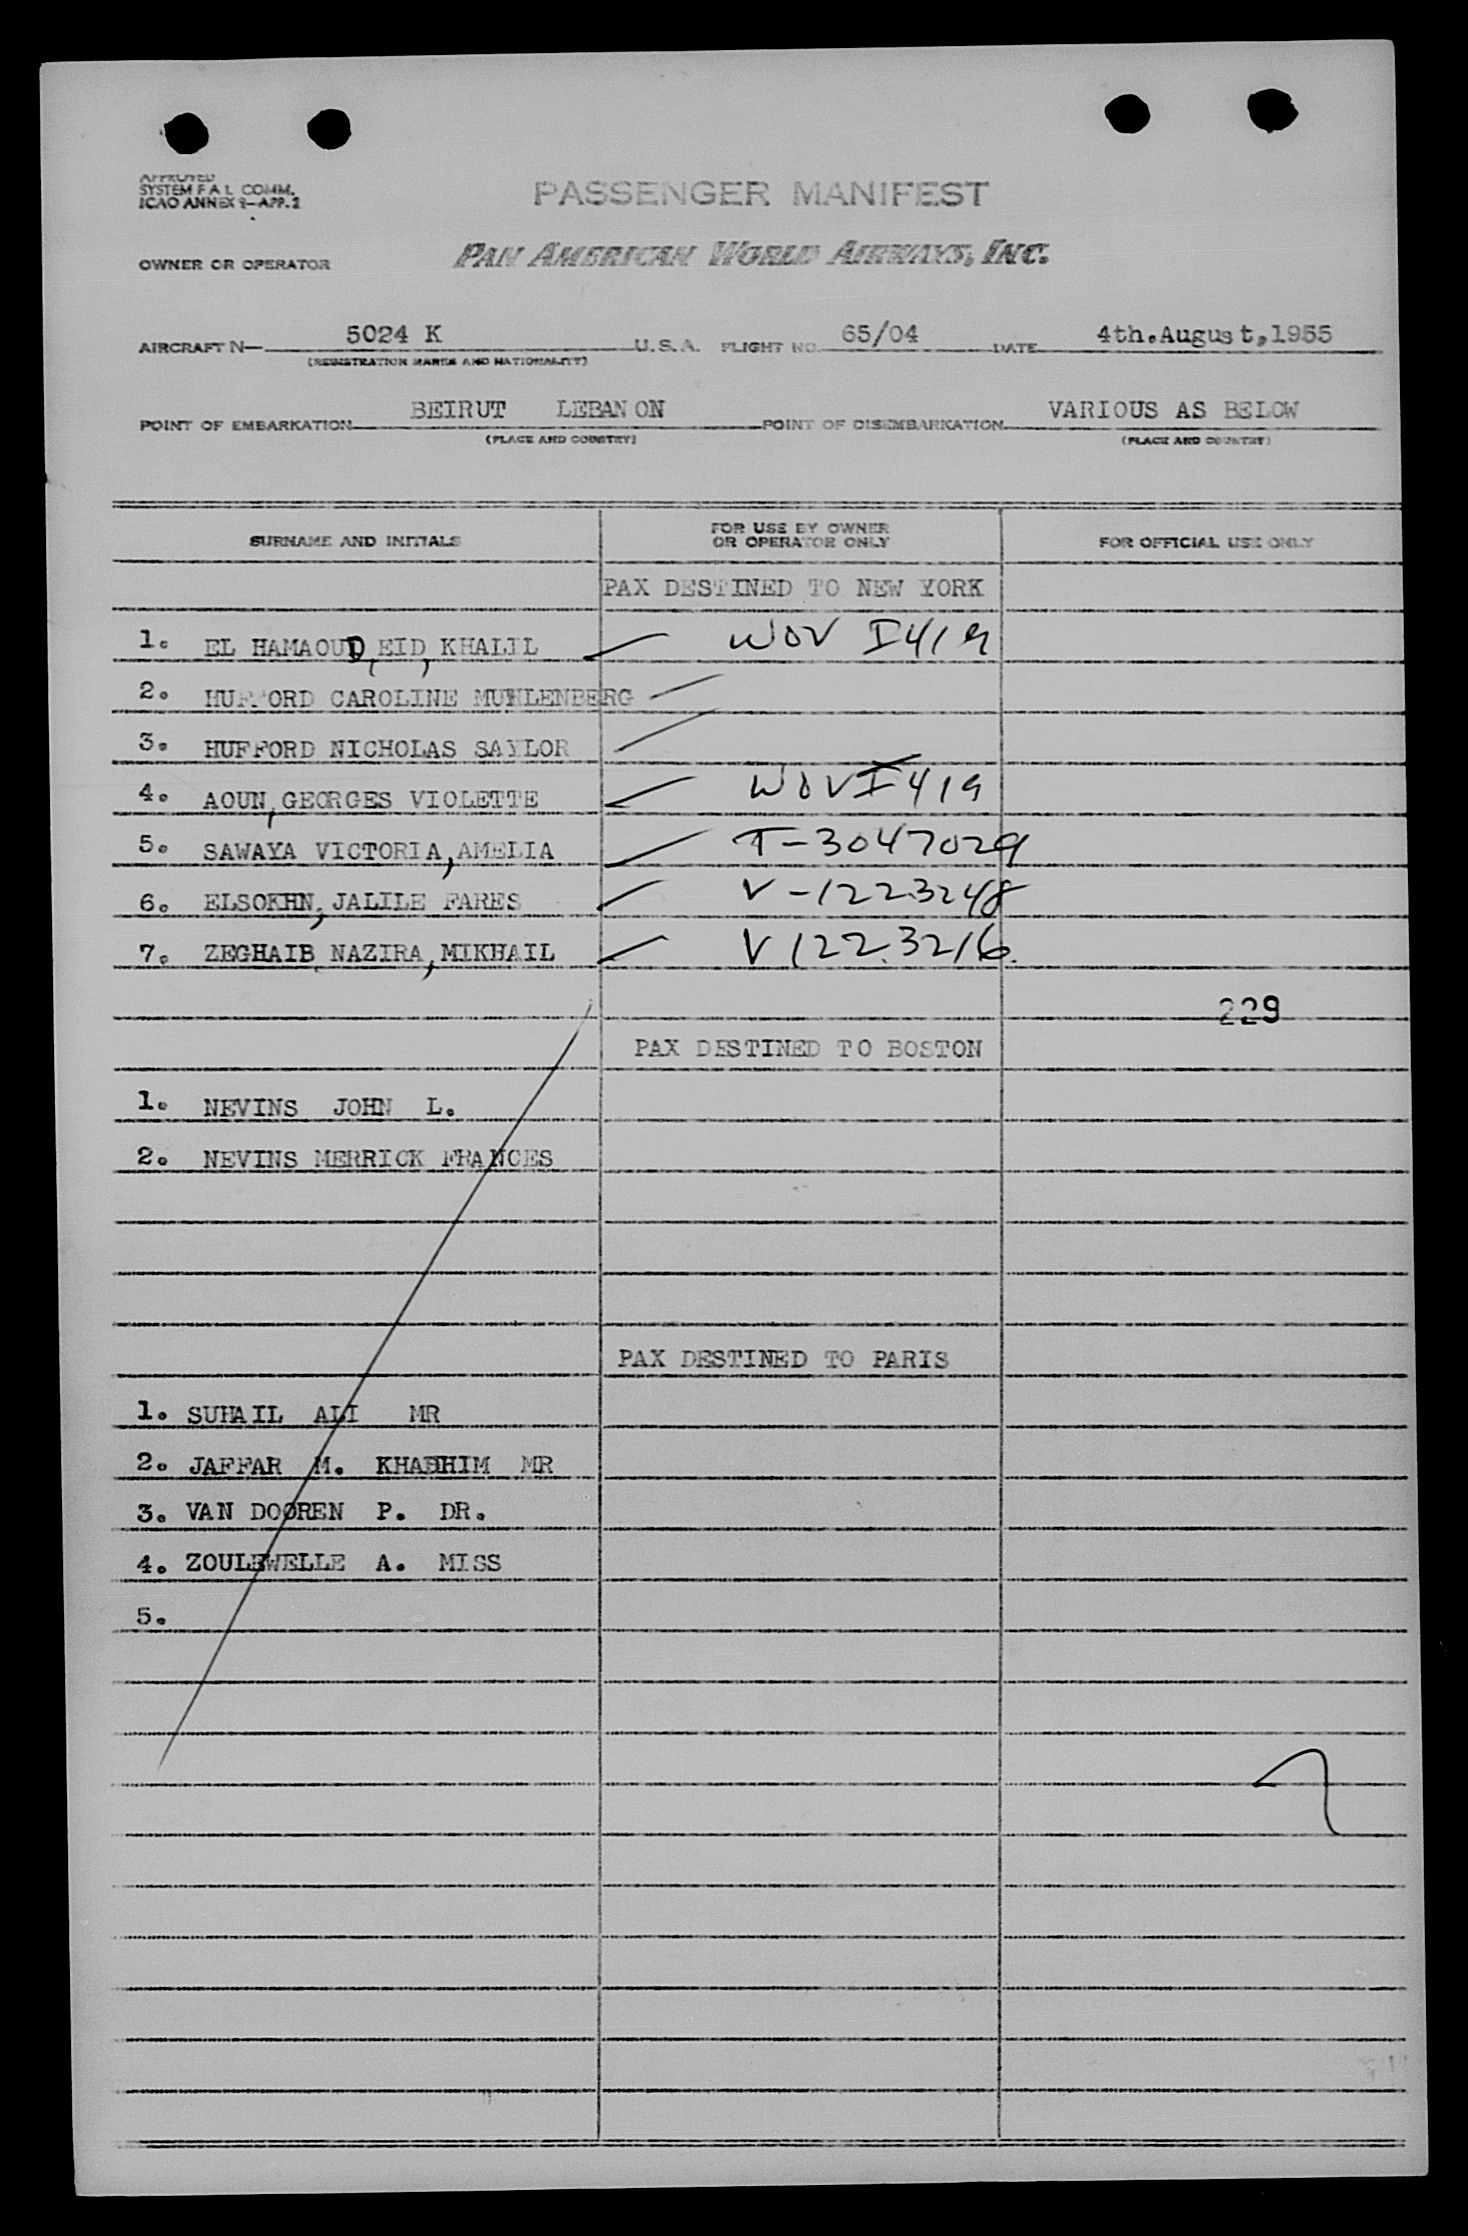 APPROVED
SYSTEM F A L COMM.
ICAO ANNEX 9—APP. 2
PASSENGER MANIFEST
OWNER OR OPERATOR PAN AMERICAN WORLD AIRWAYS, INC.
AIRCRAFT N— 5024 K U.S.A. FLIGHT NO. 65/04 DATE 4th.August,1955
(REGISTRATION MARKS AND NATIONALITY)
POINT OF EMBARKATION BEIRUT LEBANON POINT OF DISEMBARKATION VARIOUS AS BELOW
(PLACE AND COUNTRY) (PLACE AND COUNTRY)
SURNAME AND INITIALS FOR USE BY OWNER OR OPERATOR ONLY FOR OFFICIAL USE ONLY
PAX DESTINED TO NEW YORK
1. EL HAMAOUD, EID, KHALIL WOV I419
2. HUFFORD CAROLINE MUHLENBERG
3. HUFFORD NICHOLAS SAYLOR
4. AOUN, GEORGES VIOLETTE WOV I419
5. SAWAYA VICTORIA, AMELIA T-3047029
6. ELSOKHN, JALILE FARES V-1223248
7. ZEGHAIB NAZIRA, MIKHAIL V1223216
229
PAX DESTINED TO BOSTON
1. NEVINS JOHN L.
2. NEVINS MERRICK FRANCES
PAX DESTINED TO PARIS
1. SUHAIL ALI MR
2. JAFFAR M. MR
3. VAN DOOREN P. DR.
4. ZOULEWELLE A. MISS
5.